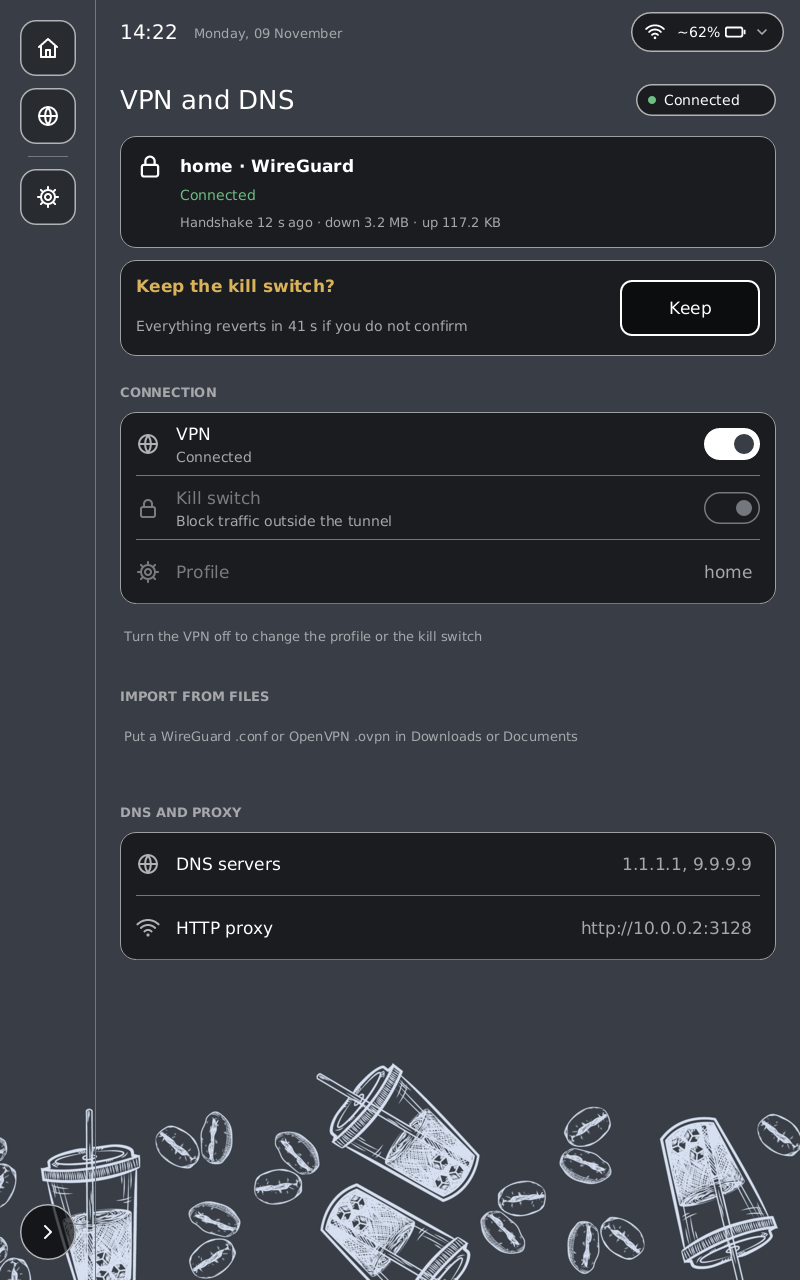 14:22 Monday, 09 November ~62%
VPN and DNS Connected
home · WireGuard
Connected
Handshake 12 s ago · down 3.2 MB · up 117.2 KB
Keep the kill switch?
Everything reverts in 41 s if you do not confirm
Keep
CONNECTION
VPN
Connected
Kill switch
Block traffic outside the tunnel
Profile home
Turn the VPN off to change the profile or the kill switch
IMPORT FROM FILES
Put a WireGuard .conf or OpenVPN .ovpn in Downloads or Documents
DNS AND PROXY
DNS servers 1.1.1.1, 9.9.9.9
HTTP proxy http://10.0.0.2:3128